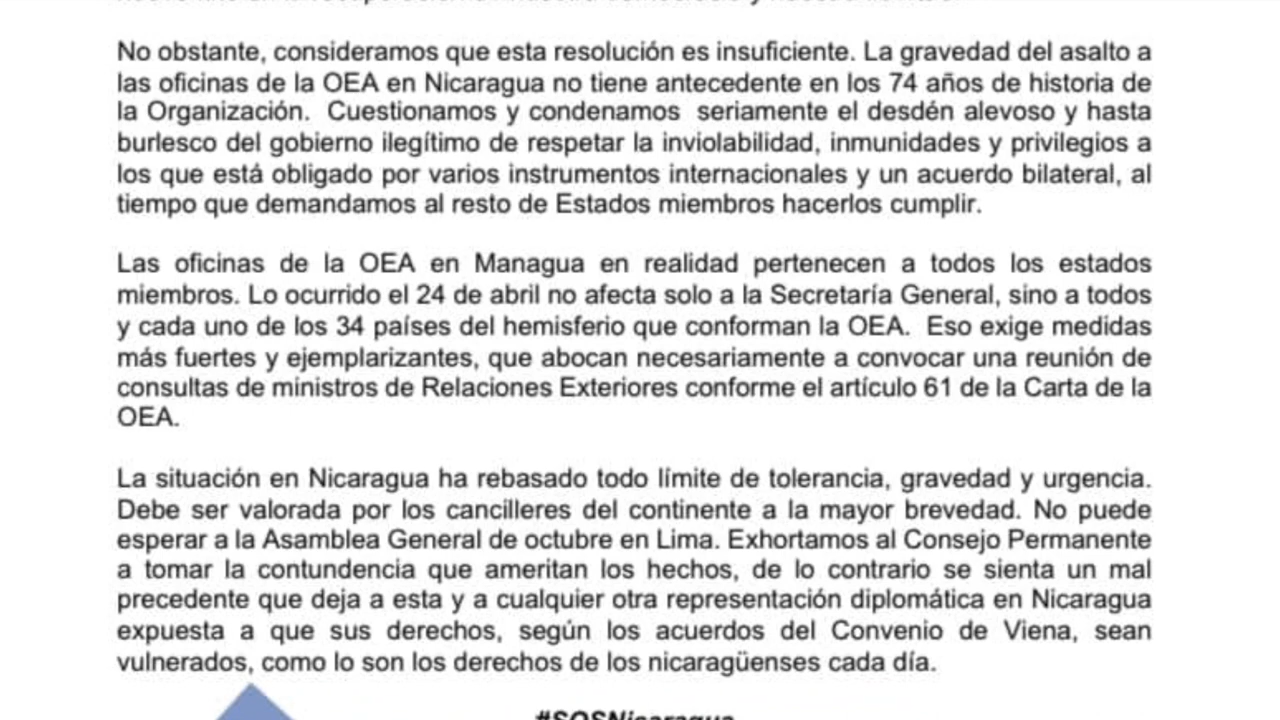 No obstante, consideramos que esta resolución es insuficiente. La gravedad del asalto a
las oficinas de la OEA en Nicaragua no tiene antecedente en los 74 años de historia de
la Organización. Cuestionamos y condenamos seriamente el desdén alevoso y hasta
burlesco del gobierno ilegítimo de respetar la inviolabilidad, inmunidades y privilegios a
los que está obligado por varios instrumentos internacionales y un acuerdo bilateral, al
tiempo que demandamos al resto de Estados miembros hacerlos cumplir.
Las oficinas de la OEA en Managua en realidad pertenecen a todos los estados
miembros. Lo ocurrido el 24 de abril no afecta solo a la Secretaría General, sino a todos
y cada uno de los 34 países del hemisferio que conforman la OEA. Eso exige medidas
más fuertes y ejemplarizantes, que abocan necesariamente a convocar una reunión de
consultas de ministros de Relaciones Exteriores conforme el artículo 61 de la Carta de la
OEA.
La situación en Nicaragua ha rebasado todo límite de tolerancia, gravedad y urgencia.
Debe ser valorada por los cancilleres del continente a la mayor brevedad. No puede
esperar a la Asamblea General de octubre en Lima. Exhortamos al Consejo Permanente
a tomar la contundencia que ameritan los hechos, de lo contrario se sienta un mal
precedente que deja a esta y a cualquier otra representación diplomática en Nicaragua
expuesta a que sus derechos, según los acuerdos del Convenio de Viena, sean
vulnerados, como lo son los derechos de los nicaragüenses cada día.
#SOSNicaragua